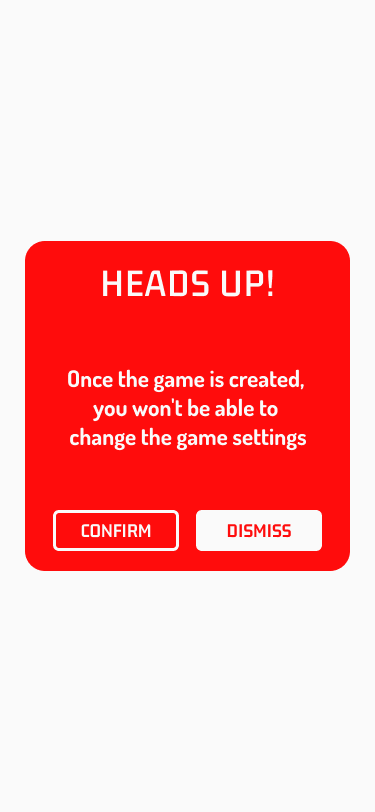 HEADS UP!
Once the game is created,
you won't be able to
change the game settings
CONFIRM
DISMISS